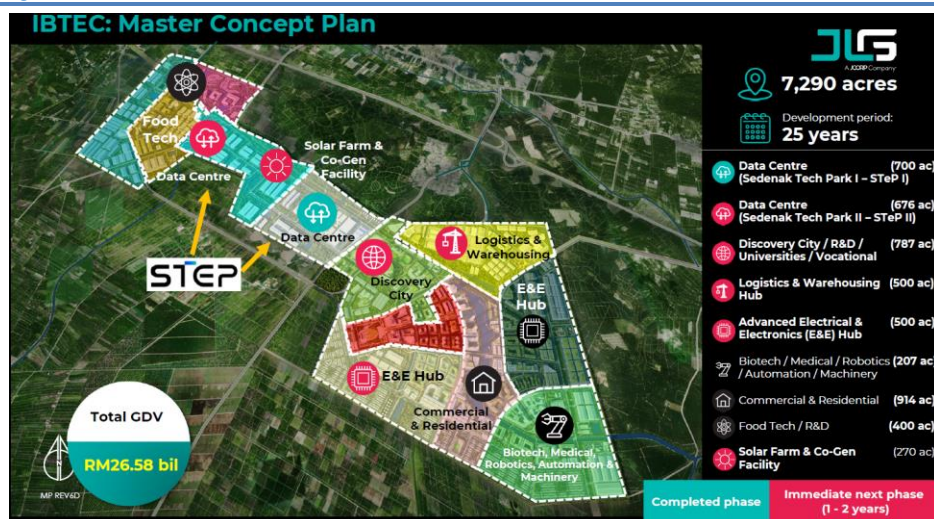 IBTEC: Master Concept Plan
JLG
A JCORP Company
7,290 acres
Development period:
25 years
Food
Tech
Data Centre
Solar Farm &
Co-Gen
Facility
Data Centre
STEP
Logistics &
Warehousing
Discovery
City
E&E
Hub
E&E Hub
Commercial
& Residential
Biotech, Medical,
Robotics, Automation &
Machinery
Total GDV
RM26.58 bil
MP REV6D
Data Centre (700 ac)
(Sedenak Tech Park I – STeP I)
Data Centre (676 ac)
(Sedenak Tech Park II – STeP II)
Discovery City / R&D / (787 ac)
Universities / Vocational
Logistics & Warehousing (500 ac)
Hub
Advanced Electrical & (500 ac)
Electronics (E&E) Hub
Biotech / Medical / Robotics (207 ac)
/ Automation / Machinery
Commercial & Residential (914 ac)
Food Tech / R&D (400 ac)
Solar Farm & Co-Gen (270 ac)
Facility
Completed phase
Immediate next phase
(1 - 2 years)